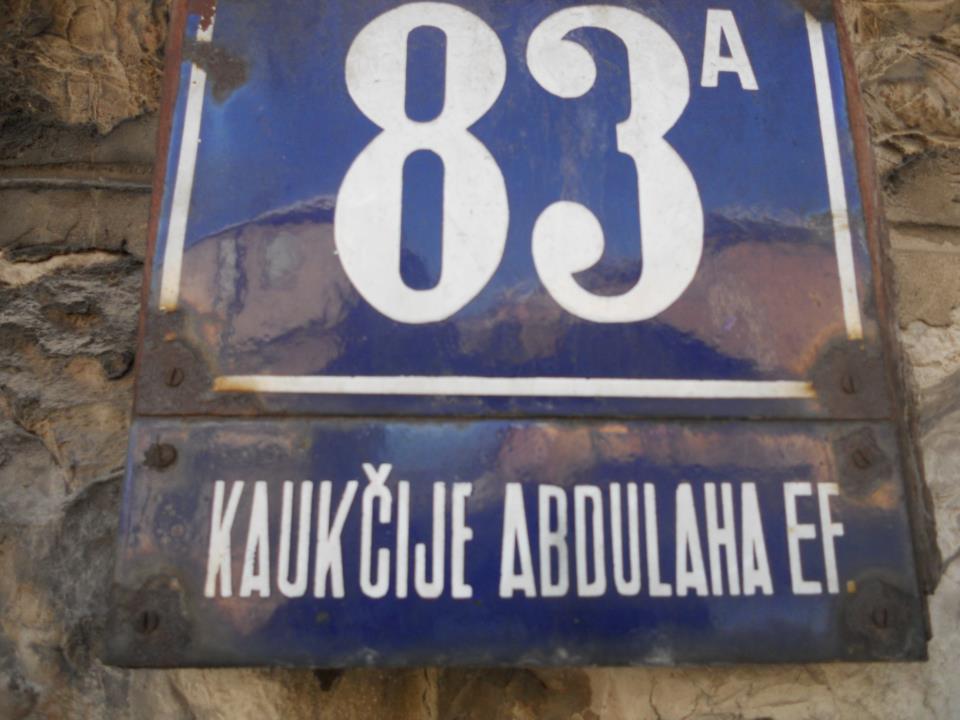 83A
KAUKČIJE ABDULAHA EF.